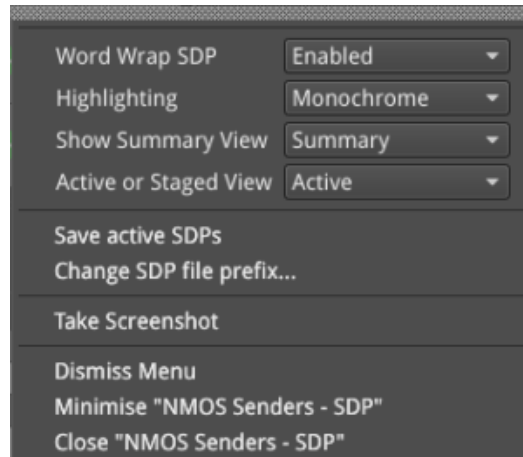 Word Wrap SDP Enabled
Highlighting Monochrome
Show Summary View Summary
Active or Staged View Active
Save active SDPs
Change SDP file prefix...
Take Screenshot
Dismiss Menu
Minimise "NMOS Senders - SDP"
Close "NMOS Senders - SDP"